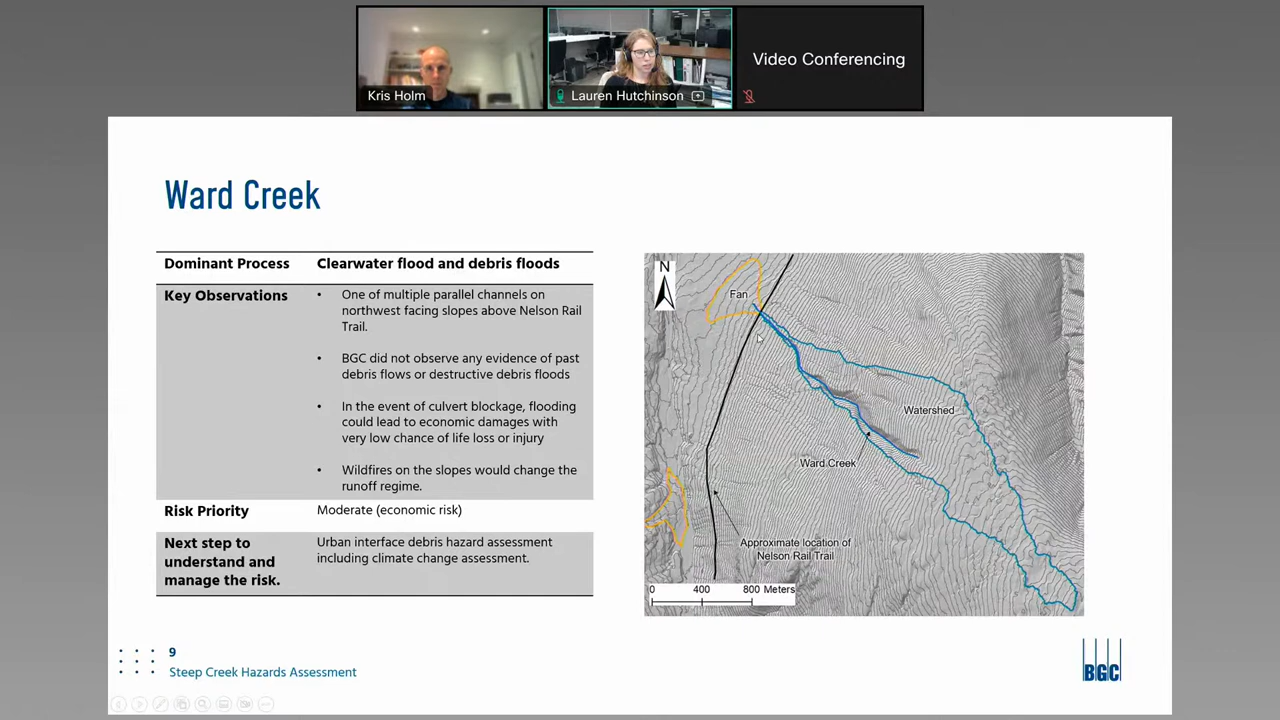 Kris Holm
Lauren Hutchinson
Video Conferencing
Ward Creek
Dominant Process
Clearwater flood and debris floods
Key Observations
• One of multiple parallel channels on
northwest facing slopes above Nelson Rail
Trail.
• BGC did not observe any evidence of past
debris flows or destructive debris floods
• In the event of culvert blockage, flooding
could lead to economic damages with
very low chance of life loss or injury
• Wildfires on the slopes would change the
runoff regime.
Risk Priority
Moderate (economic risk)
Next step to
understand and
manage the risk.
Urban interface debris hazard assessment
including climate change assessment.
N
Fan
Watershed
Ward Creek
Approximate location of
Nelson Rail Trail
0 400 800 Meters
9
Steep Creek Hazards Assessment
BGC